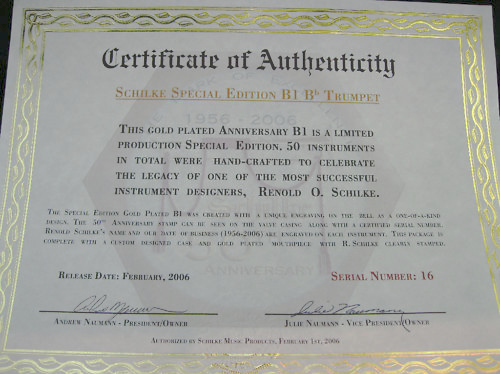 Certificate of Authenticity
Schilke Special Edition B1 Bb Trumpet
1956 - 2006
This gold plated Anniversary B1 is a limited
production Special Edition. 50 instruments
in total were hand-crafted to celebrate
the legacy of one of the most successful
instrument designers, Renold O. Schilke.
The Special Edition Gold Plated B1 was created with a unique engraving on the bell as a one-of-a-kind
design. The 50th Anniversary stamp can be seen on the valve casing along with a certified serial number.
Renold Schilke's name and our date of business (1956-2006) are engraved on each instrument. This package is
complete with a custom designed case and gold plated mouthpiece with R. Schilke clearly stamped.
ANNIVERSARY
Release Date: February, 2006
Serial Number: 16
Andrew Naumann - President/Owner
Julie Naumans - Vice President/Owner
Authorized by Schilke Music Products, February 1st, 2006